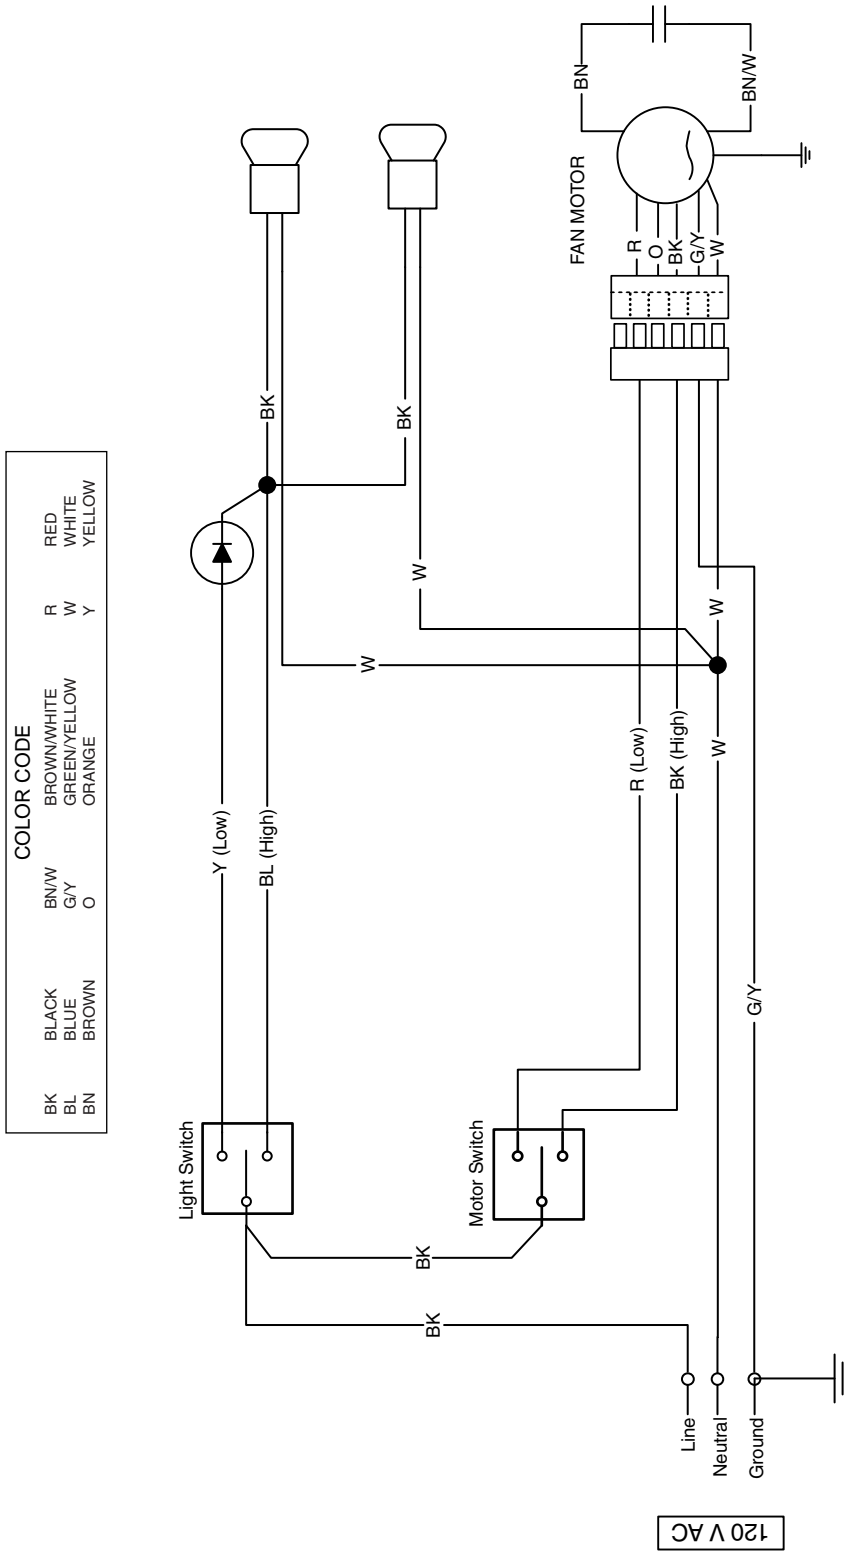 COLOR CODE
BK BLACK BN/W BROWN/WHITE R RED
BL BLUE G/Y GREEN/YELLOW W WHITE
BN BROWN O ORANGE Y YELLOW
Light Switch
Y (Low)
BL (High)
BK
W
BK
W
BK
BK
Motor Switch
FAN MOTOR
BN
R (Low)
R
O
BK (High)
BK
Line
G/Y
Neutral
W
W
W
BN/W
G/Y
Ground
120 V AC